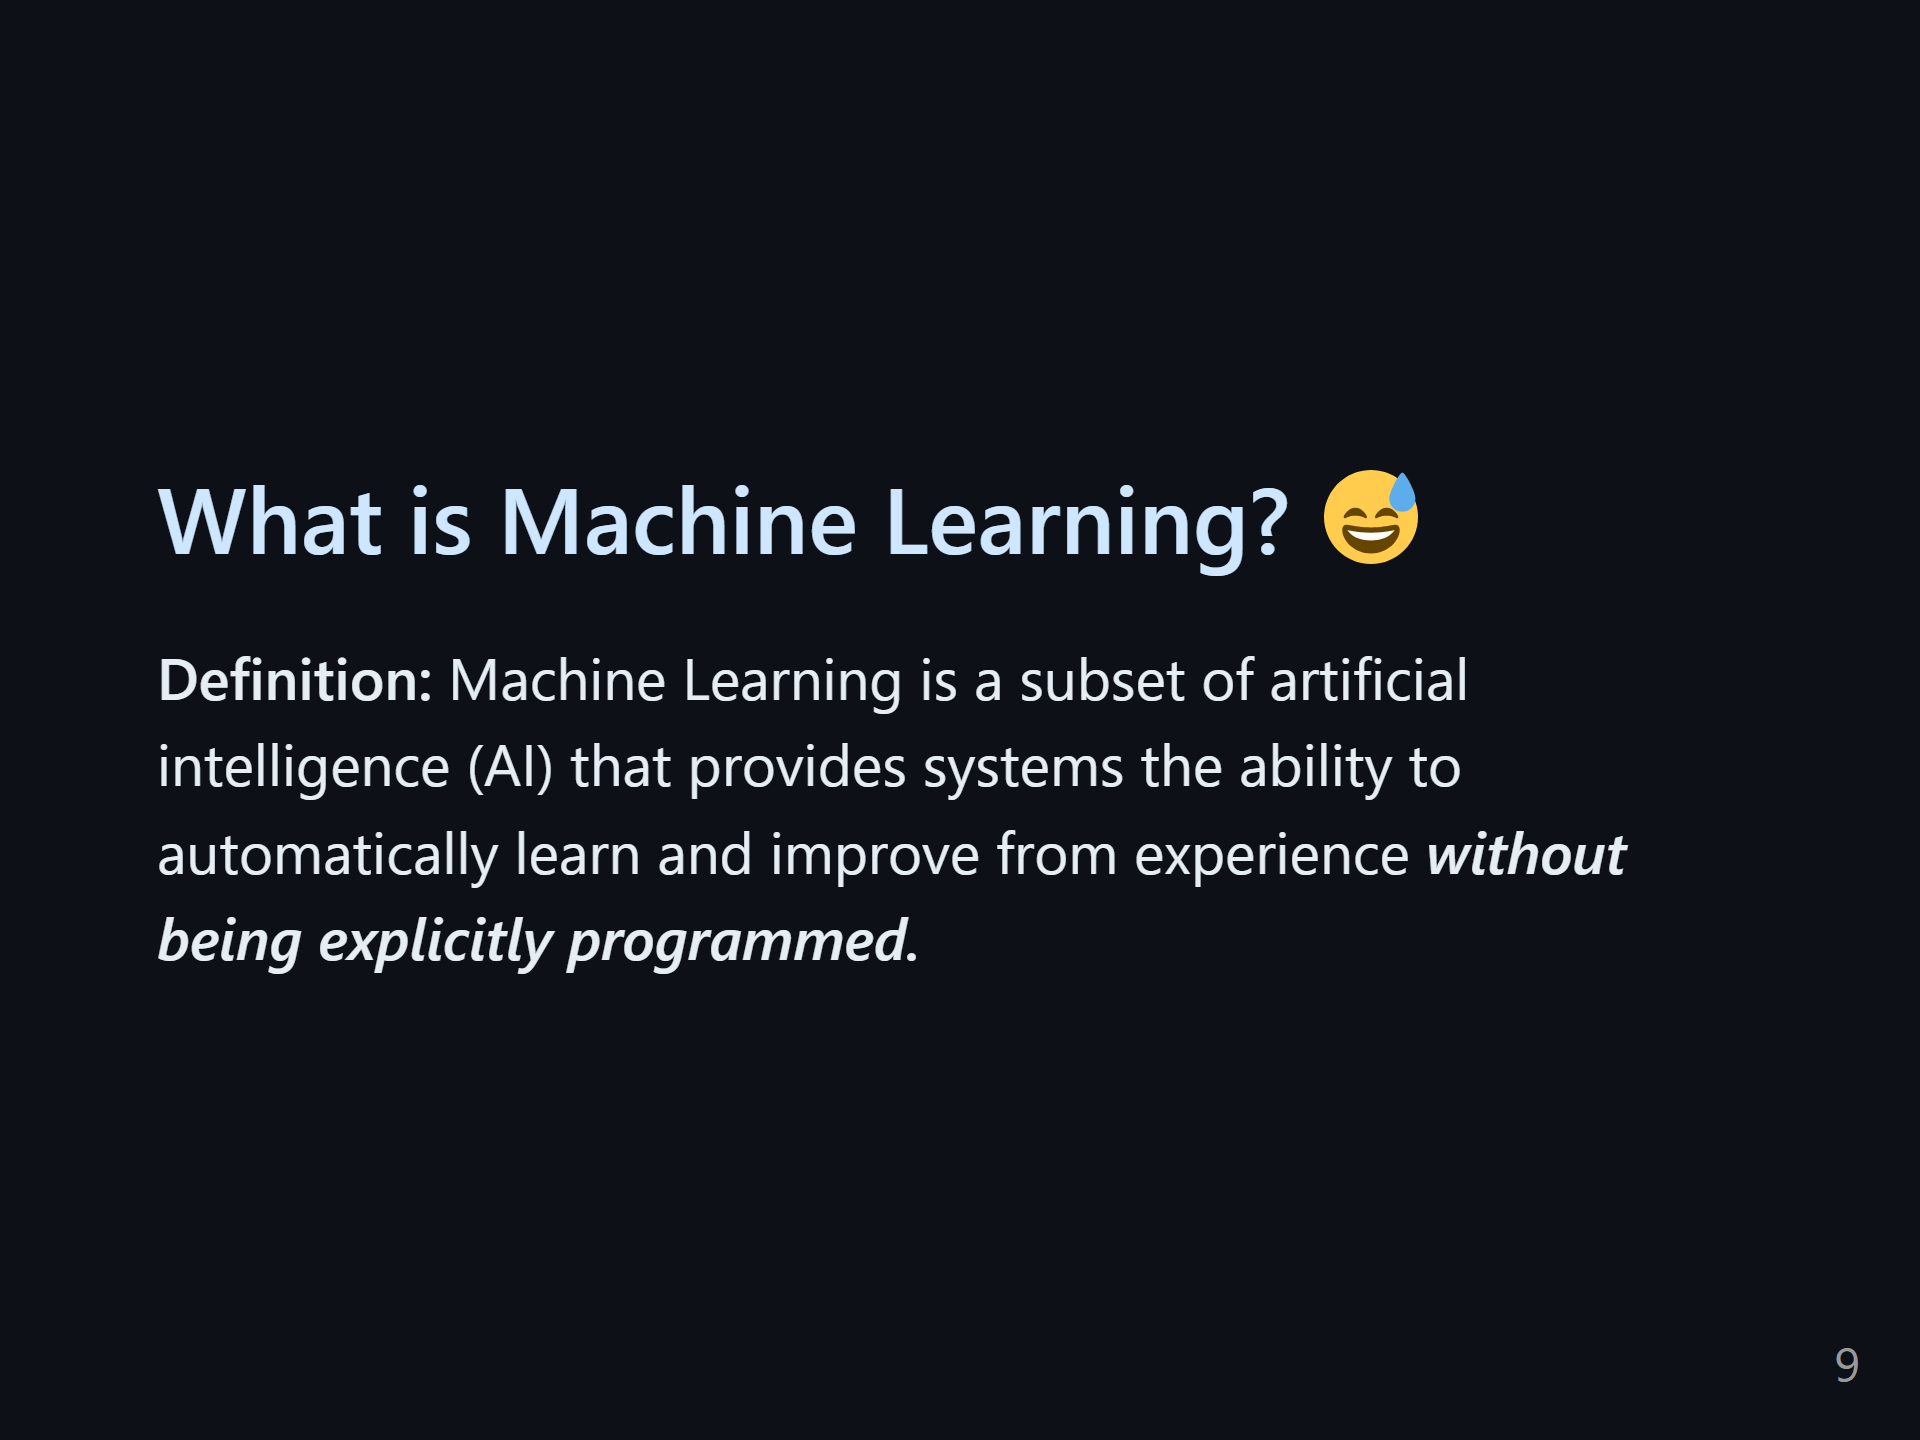 What is Machine Learning? 😅
Definition: Machine Learning is a subset of artificial
intelligence (AI) that provides systems the ability to
automatically learn and improve from experience without
being explicitly programmed.
9